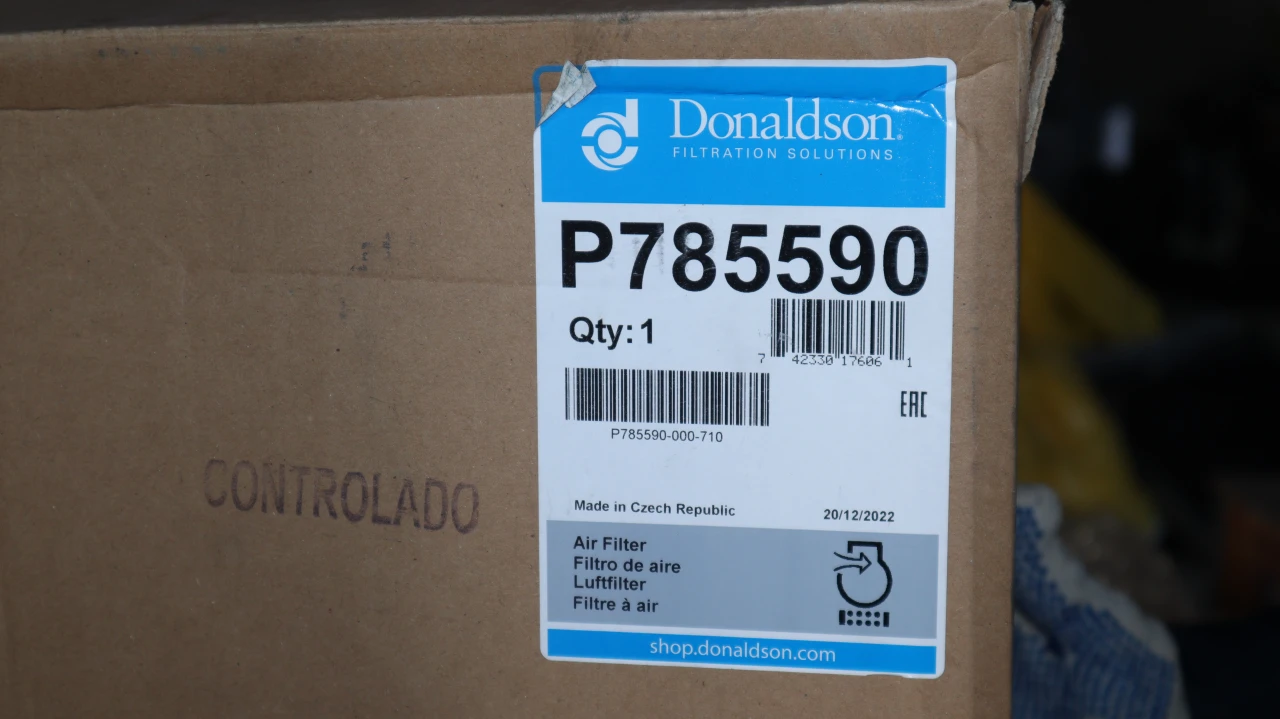 Donaldson®
FILTRATION SOLUTIONS
P785590
Qty: 1
7 42330 17606 1
EAC
P785590-000-710
CONTROLADO
Made in Czech Republic 20/12/2022
Air Filter
Filtro de aire
Luftfilter
Filtre à air
shop.donaldson.com